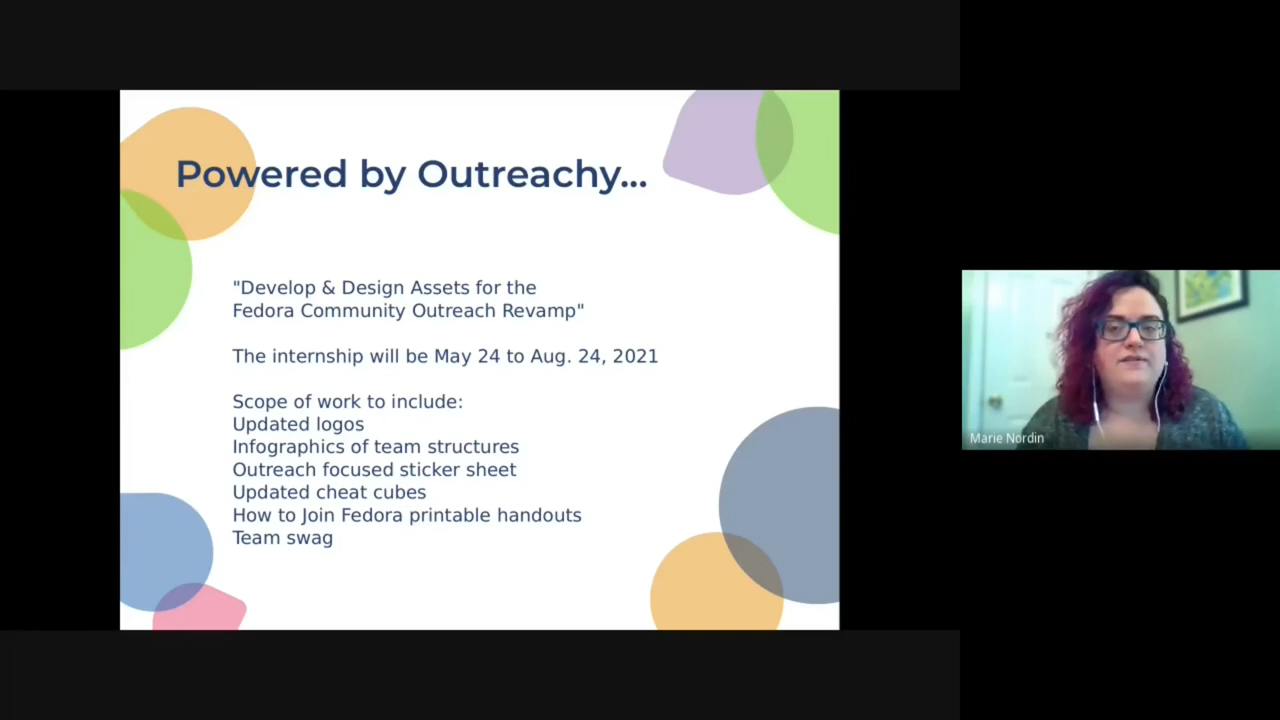 Powered by Outreachy...
"Develop & Design Assets for the
Fedora Community Outreach Revamp"
The internship will be May 24 to Aug. 24, 2021
Scope of work to include:
Updated logos
Infographics of team structures
Outreach focused sticker sheet
Updated cheat cubes
How to Join Fedora printable handouts
Team swag
Marie Nordin